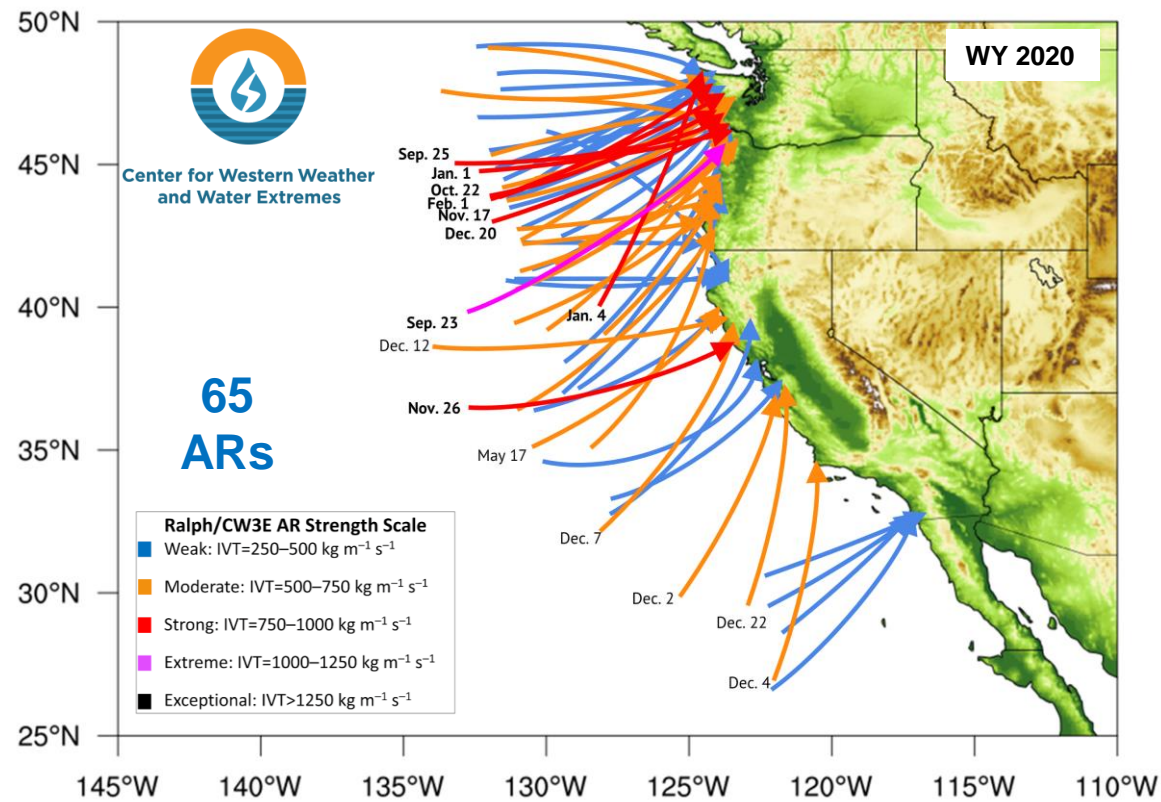 50°N
WY 2020
Center for Western Weather
and Water Extremes
45°N
Sep. 25
Jan. 1
Oct. 22
Feb. 1
Nov. 17
Dec. 20
40°N
Sep. 23
Jan. 4
Dec. 12
65
ARs
Nov. 26
35°N
May 17
Dec. 7
Ralph/CW3E AR Strength Scale
Weak: IVT=250–500 kg m⁻¹ s⁻¹
Moderate: IVT=500–750 kg m⁻¹ s⁻¹
Strong: IVT=750–1000 kg m⁻¹ s⁻¹
Extreme: IVT=1000–1250 kg m⁻¹ s⁻¹
Exceptional: IVT>1250 kg m⁻¹ s⁻¹
30°N
Dec. 2
Dec. 22
Dec. 4
25°N
145°W 140°W 135°W 130°W 125°W 120°W 115°W 110°W